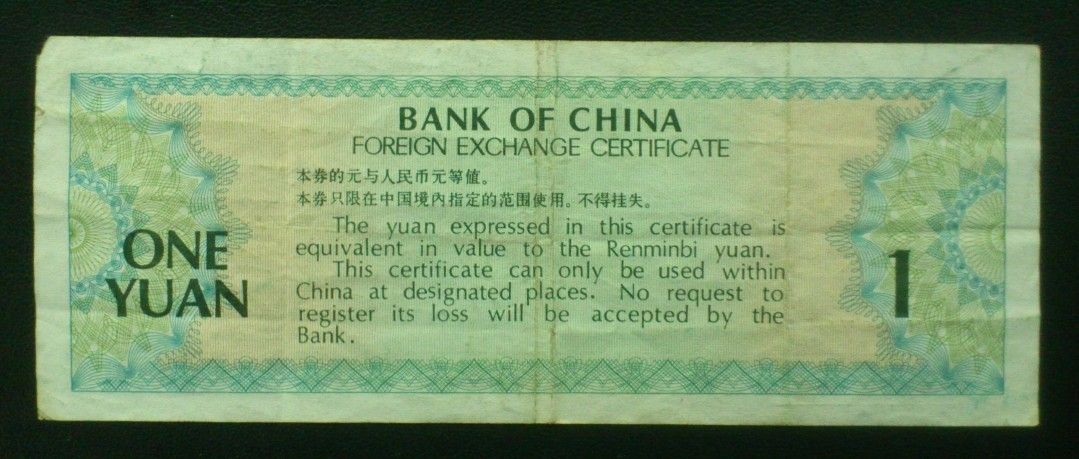 BANK OF CHINA
FOREIGN EXCHANGE CERTIFICATE
本券的元与人民币元等值。
本券只限在中国境内指定的范围使用。不得挂失。
The yuan expressed in this certificate is
equivalent in value to the Renminbi yuan.
This certificate can only be used within
China at designated places. No request to
register its loss will be accepted by the
Bank.
ONE
YUAN
1